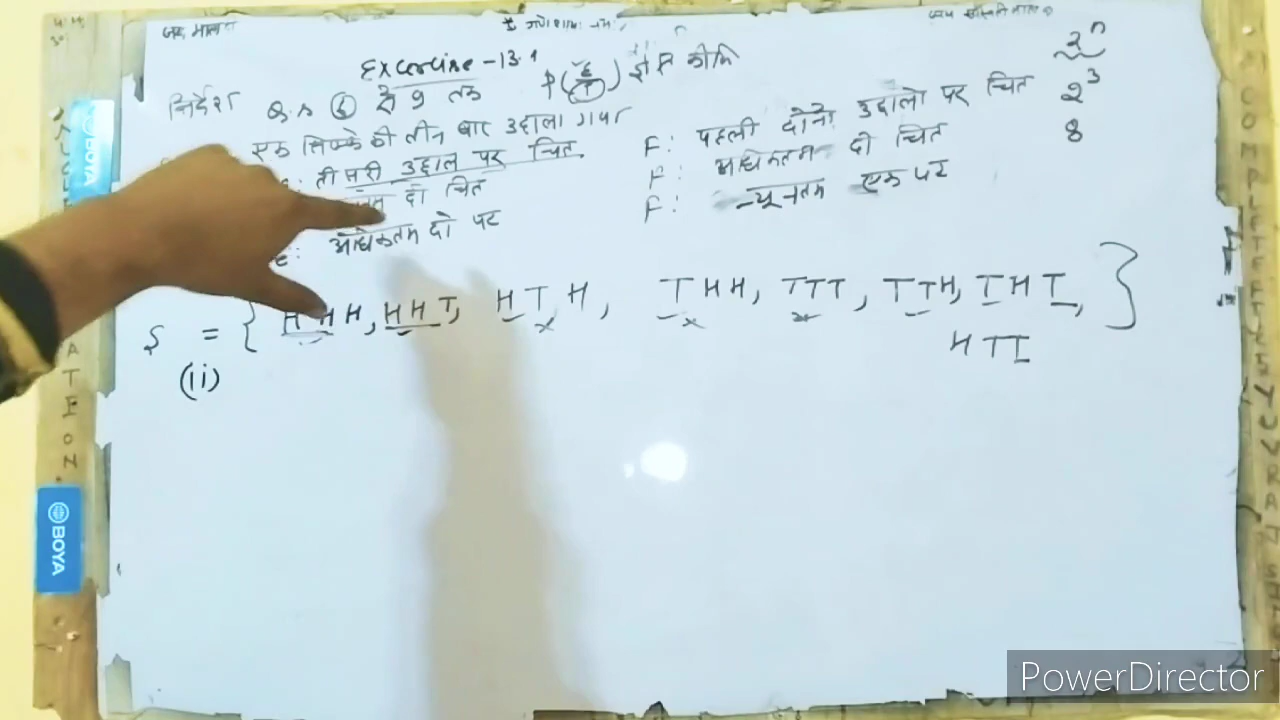 Exercise-13.1
निर्देश Q.N ⑥ से 9 तक P(E/F) ज्ञात कीजि
एक सिक्के को तीन बार उछाला गया
E: तीसरी उछाल पर चित F: पहली दोनों उछालो पर चित
दो चित F: अधिकतम दो चित
E: अधिकतम दो पट F: न्यूनतम एक पट
2ⁿ
2³
8
S = { HHH, HHT, HTH, THH, TTT, TTH, THT, }
HTT
(ii)
BOYA
BOYA
PowerDirector